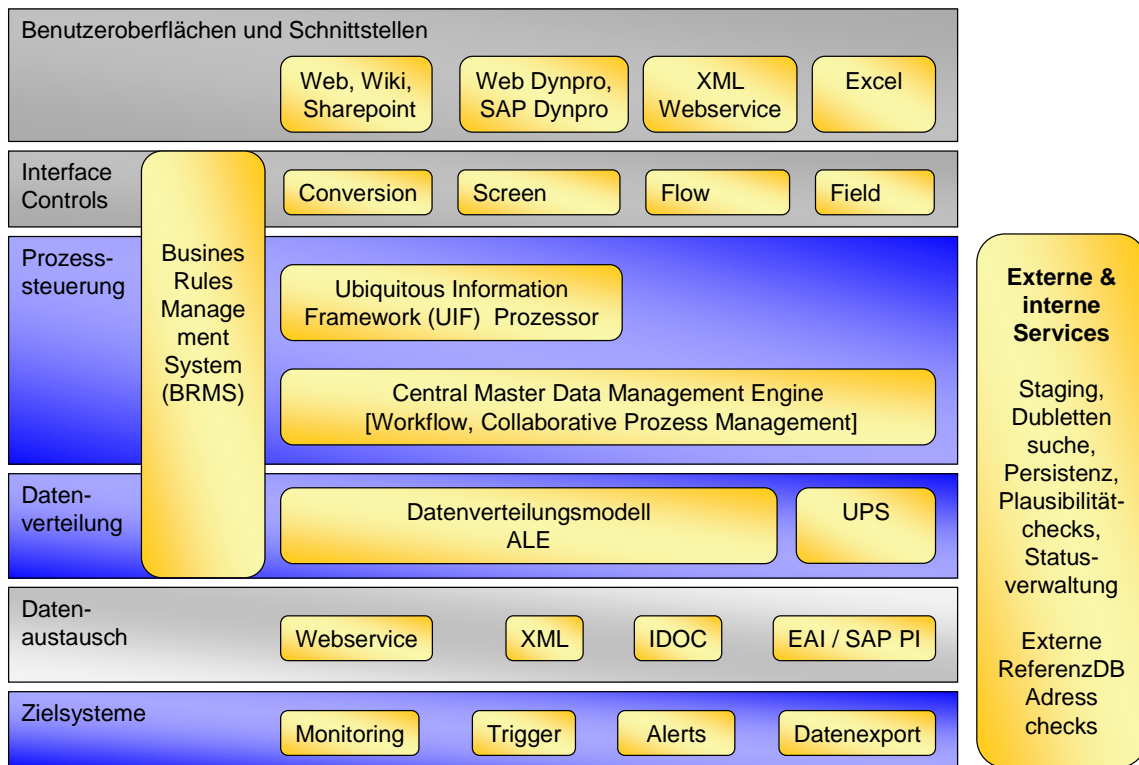 Benutzeroberflächen und Schnittstellen
Web, Wiki,
Sharepoint
Web Dynpro,
SAP Dynpro
XML
Webservice
Excel
Interface
Controls
Conversion
Screen
Flow
Field
Busines
Rules
Manage
ment
System
(BRMS)
Prozess-
steuerung
Ubiquitous Information
Framework (UIF) Prozessor
Central Master Data Management Engine
[Workflow, Collaborative Prozess Management]
Daten-
verteilung
Datenverteilungsmodell
ALE
UPS
Daten-
austausch
Webservice
XML
IDOC
EAI / SAP PI
Zielsysteme
Monitoring
Trigger
Alerts
Datenexport
Externe &
interne
Services
Staging,
Dubletten
suche,
Persistenz,
Plausibilität-
checks,
Status-
verwaltung
Externe
ReferenzDB
Adress
checks